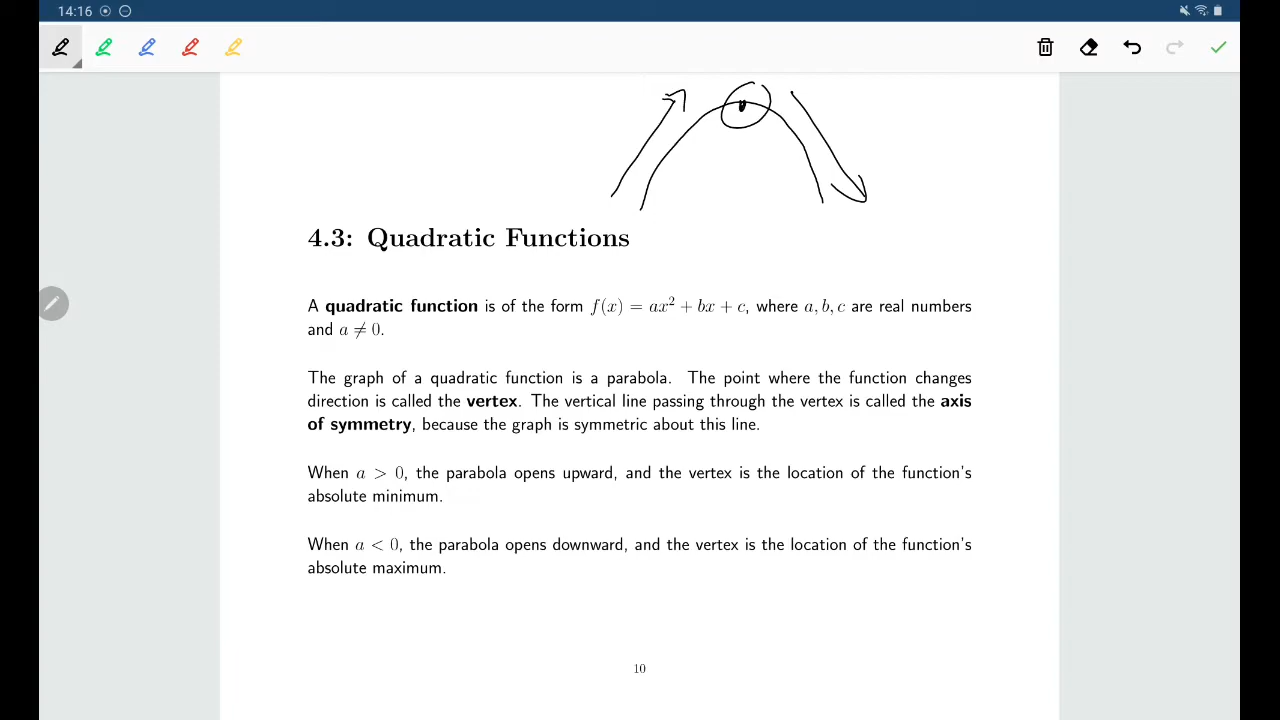 14:16
4.3: Quadratic Functions
A quadratic function is of the form f(x) = ax² + bx + c, where a, b, c are real numbers
and a ≠ 0.
The graph of a quadratic function is a parabola. The point where the function changes
direction is called the vertex. The vertical line passing through the vertex is called the axis
of symmetry, because the graph is symmetric about this line.
When a > 0, the parabola opens upward, and the vertex is the location of the function's
absolute minimum.
When a < 0, the parabola opens downward, and the vertex is the location of the function's
absolute maximum.
10